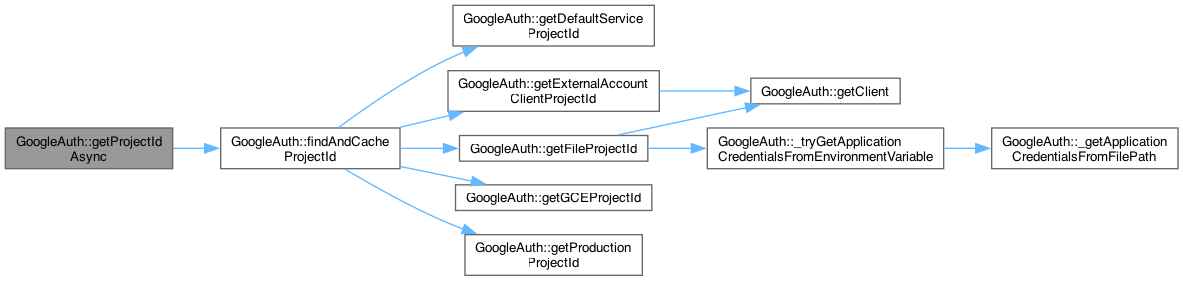 GoogleAuth::getProjectId
Async
GoogleAuth::findAndCache
ProjectId
GoogleAuth::getDefaultService
ProjectId
GoogleAuth::getExternalAccount
ClientProjectId
GoogleAuth::getFileProjectId
GoogleAuth::getGCEProjectId
GoogleAuth::getProduction
ProjectId
GoogleAuth::getClient
GoogleAuth::_tryGetApplication
CredentialsFromEnvironmentVariable
GoogleAuth::_getApplication
CredentialsFromFilePath